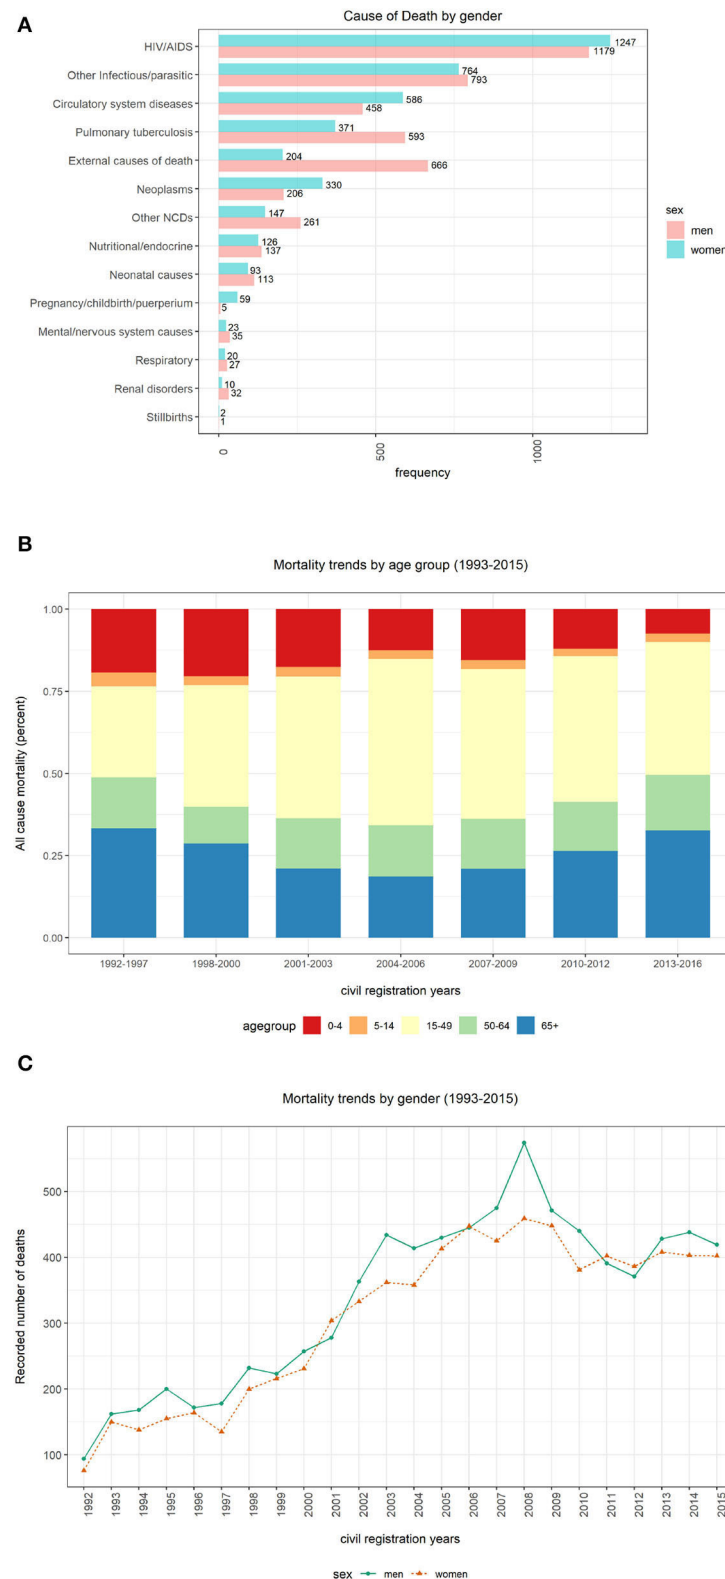 A
Cause of Death by gender
HIV/AIDS
1247
1179
Other Infectious/parasitic
764
793
Circulatory system diseases
586
458
Pulmonary tuberculosis
371
593
External causes of death
204
666
Neoplasms
330
206
Other NCDs
147
261
Nutritional/endocrine
126
137
Neonatal causes
93
113
Pregnancy/childbirth/puerperium
59
5
Mental/nervous system causes
23
35
Respiratory
20
27
Renal disorders
10
32
Stillbirths
2
1
sex
men
women
0
500
1000
frequency
B
Mortality trends by age group (1993-2015)
All cause mortality (percent)
1.00
0.75
0.50
0.25
0.00
1992-1997 1998-2000 2001-2003 2004-2006 2007-2009 2010-2012 2013-2016
civil registration years
agegroup 0-4 5-14 15-49 50-64 65+
C
Mortality trends by gender (1993-2015)
Recorded number of deaths
500
400
300
200
100
1992 1993 1994 1995 1996 1997 1998 1999 2000 2001 2002 2003 2004 2005 2006 2007 2008 2009 2010 2011 2012 2013 2014 2015
civil registration years
sex men women